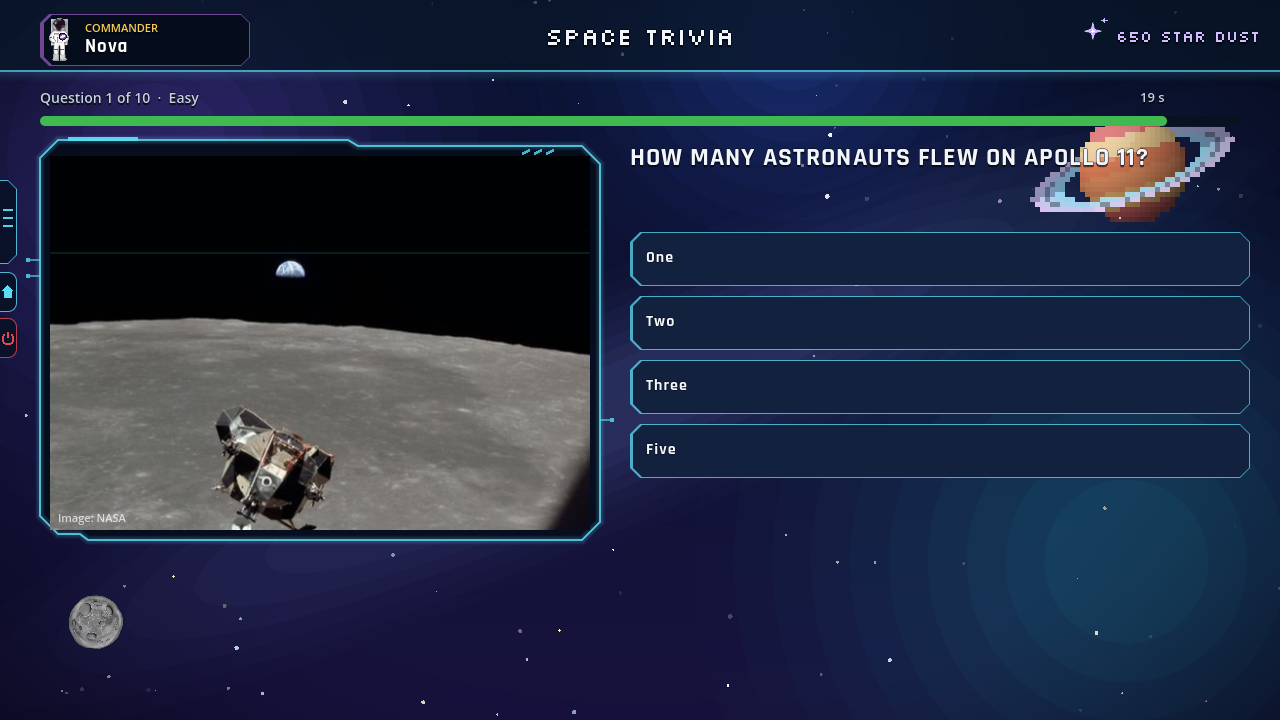 COMMANDER
Nova
SPACE TRIVIA
650 STAR DUST
Question 1 of 10 · Easy
19 s
HOW MANY ASTRONAUTS FLEW ON APOLLO 11?
One
Two
Three
Five
Image: NASA